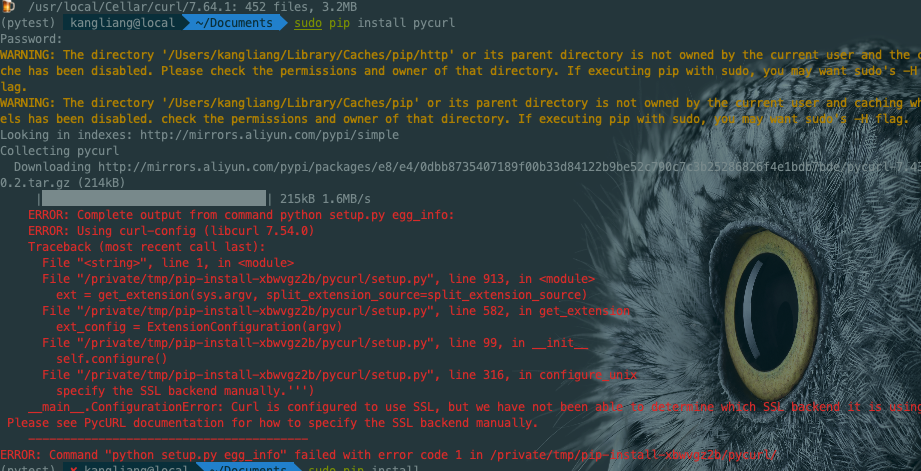 /usr/local/Cellar/curl/7.64.1: 452 files, 3.2MB
(pytest) kangliang@local ~/Documents sudo pip install pycurl
Password:
WARNING: The directory '/Users/kangliang/Library/Caches/pip/http' or its parent directory is not owned by the current user and the c
che has been disabled. Please check the permissions and owner of that directory. If executing pip with sudo, you may want sudo's -H
lag.
WARNING: The directory '/Users/kangliang/Library/Caches/pip' or its parent directory is not owned by the current user and caching wh
els has been disabled. check the permissions and owner of that directory. If executing pip with sudo, you may want sudo's -H flag.
Looking in indexes: http://mirrors.aliyun.com/pypi/simple
Collecting pycurl
Downloading
0.2.tar.gz (214kB)
| | 215kB 1.6MB/s
ERROR: Complete output from command python setup.py egg_info:
ERROR: Using curl-config (libcurl 7.54.0)
Traceback (most recent call last):
File "<string>", line 1, in <module>
File "/private/tmp/pip-install-xbwvgz2b/pycurl/setup.py", line 913, in <module>
ext = get_extension(sys.argv, split_extension_source=split_extension_source)
File "/private/tmp/pip-install-xbwvgz2b/pycurl/setup.py", line 582, in get_extension
ext_config = ExtensionConfiguration(argv)
File "/private/tmp/pip-install-xbwvgz2b/pycurl/setup.py", line 99, in __init__
self.configure()
File "/private/tmp/pip-install-xbwvgz2b/pycurl/setup.py", line 316, in configure_unix
specify the SSL backend manually.''')
__main__.ConfigurationError: Curl is configured to use SSL, but we have not been able to determine which SSL backend it is using
Please see PycURL documentation for how to specify the SSL backend manually.
----------------------------------------
ERROR: Command "python setup.py egg_info" failed with error code 1 in /private/tmp/pip-install-xbwvgz2b/pycurl/
(pytest) ✘ kangliang@local ~/Documents sudo pip install